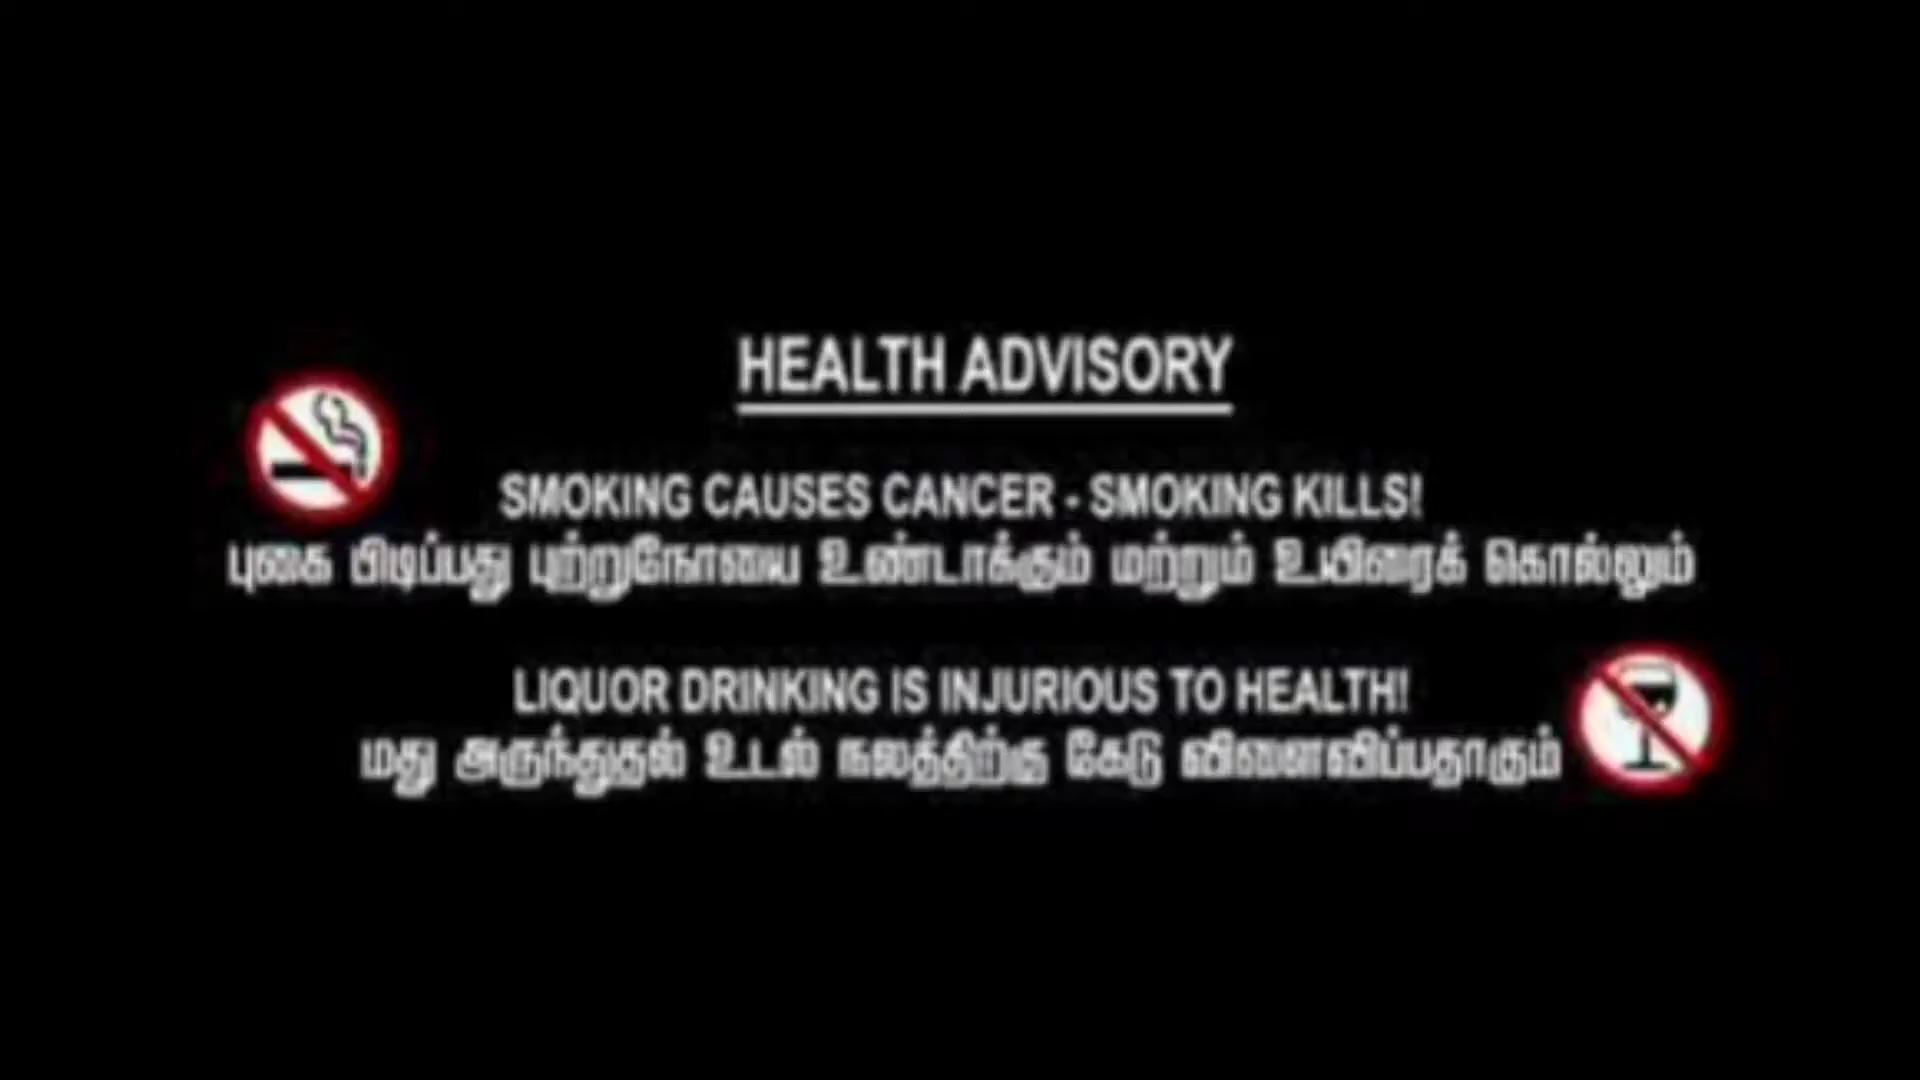 HEALTH ADVISORY
SMOKING CAUSES CANCER - SMOKING KILLS!
புகை பிடிப்பது புற்றுநோயை உண்டாக்கும் மற்றும் உயிரைக் கொல்லும்
LIQUOR DRINKING IS INJURIOUS TO HEALTH!
மது அருந்துதல் உடல் நலத்திற்கு கேடு விளைவிப்பதாகும்